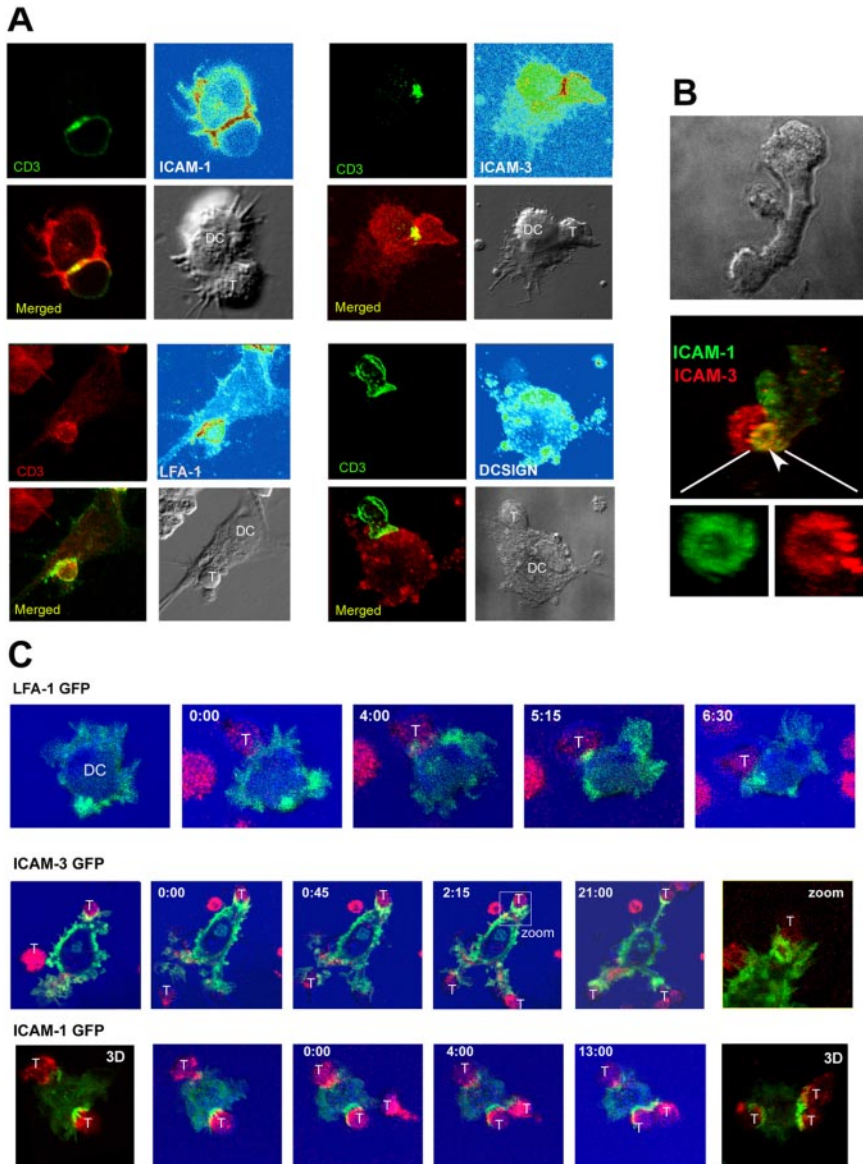 A
CD3
ICAM-1
CD3
ICAM-3
Merged
DC
T
Merged
DC
T
CD3
LFA-1
CD3
DCSIGN
Merged
DC
T
Merged
T
DC
B
ICAM-1
ICAM-3
C
LFA-1 GFP
DC
0:00
T
4:00
T
5:15
T
6:30
T
ICAM-3 GFP
T
T
0:00
T
T
0:45
T
T
2:15
T
zoom
T
T
21:00
T
T
T
zoom
T
ICAM-1 GFP
3D
T
T
T
T
0:00
T
T
T
4:00
T
T
T
13:00
T
T
T
3D
T
T
T